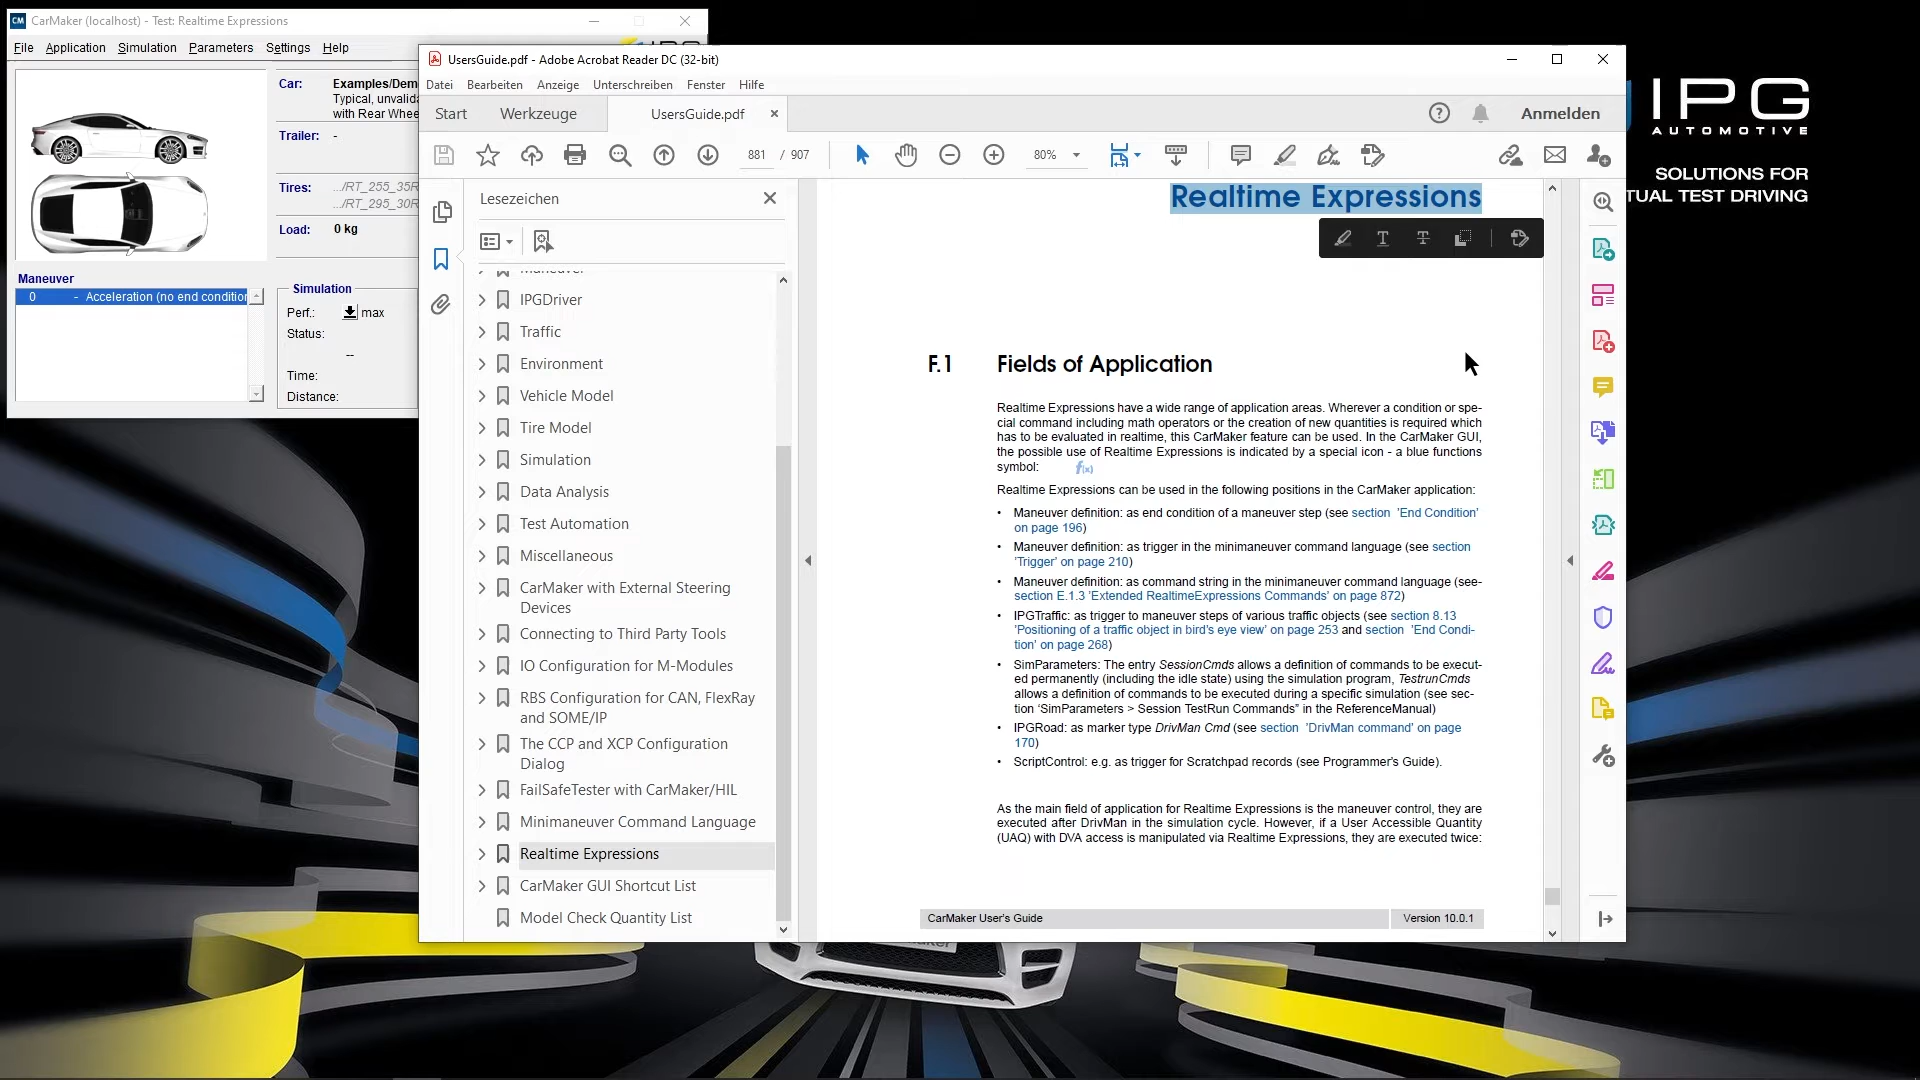 CM CarMaker (localhost) - Test: Realtime Expressions
File Application Simulation Parameters Settings Help
Car: Examples/Dem
Typical, unvalida
with Rear Whee
Trailer: -
Tires: .../RT_255_35R
.../RT_295_30R
Load: 0 kg
Maneuver
0 - Acceleration (no end condition
Simulation
Perf.: max
Status:
--
Time:
Distance:
UsersGuide.pdf - Adobe Acrobat Reader DC (32-bit)
Datei Bearbeiten Anzeige Unterschreiben Fenster Hilfe
Start Werkzeuge UsersGuide.pdf Anmelden
881 / 907 80%
Lesezeichen
Maneuver
IPGDriver
Traffic
Environment
Vehicle Model
Tire Model
Simulation
Data Analysis
Test Automation
Miscellaneous
CarMaker with External Steering
Devices
Connecting to Third Party Tools
IO Configuration for M-Modules
RBS Configuration for CAN, FlexRay
and SOME/IP
The CCP and XCP Configuration
Dialog
FailSafeTester with CarMaker/HIL
Minimaneuver Command Language
Realtime Expressions
CarMaker GUI Shortcut List
Model Check Quantity List
Realtime Expressions
F.1 Fields of Application
Realtime Expressions have a wide range of application areas. Wherever a condition or spe-
cial command including math operators or the creation of new quantities is required which
has to be evaluated in realtime, this CarMaker feature can be used. In the CarMaker GUI,
the possible use of Realtime Expressions is indicated by a special icon - a blue functions
symbol: f(x)
Realtime Expressions can be used in the following positions in the CarMaker application:
• Maneuver definition: as end condition of a maneuver step (see section 'End Condition'
on page 196)
• Maneuver definition: as trigger in the minimaneuver command language (see section
'Trigger' on page 210)
• Maneuver definition: as command string in the minimaneuver command language (see-
section E.1.3 'Extended RealtimeExpressions Commands' on page 872)
• IPGTraffic: as trigger to maneuver steps of various traffic objects (see section 8.13
'Positioning of a traffic object in bird's eye view' on page 253 and section 'End Condi-
tion' on page 268)
• SimParameters: The entry SessionCmds allows a definition of commands to be execut-
ed permanently (including the idle state) using the simulation program, TestrunCmds
allows a definition of commands to be executed during a specific simulation (see sec-
tion 'SimParameters > Session TestRun Commands" in the ReferenceManual)
• IPGRoad: as marker type DrivMan Cmd (see section 'DrivMan command' on page
170)
• ScriptControl: e.g. as trigger for Scratchpad records (see Programmer's Guide).
As the main field of application for Realtime Expressions is the maneuver control, they are
executed after DrivMan in the simulation cycle. However, if a User Accessible Quantity
(UAQ) with DVA access is manipulated via Realtime Expressions, they are executed twice:
CarMaker User's Guide Version 10.0.1
IPG
AUTOMOTIVE
SOLUTIONS FOR
TUAL TEST DRIVING